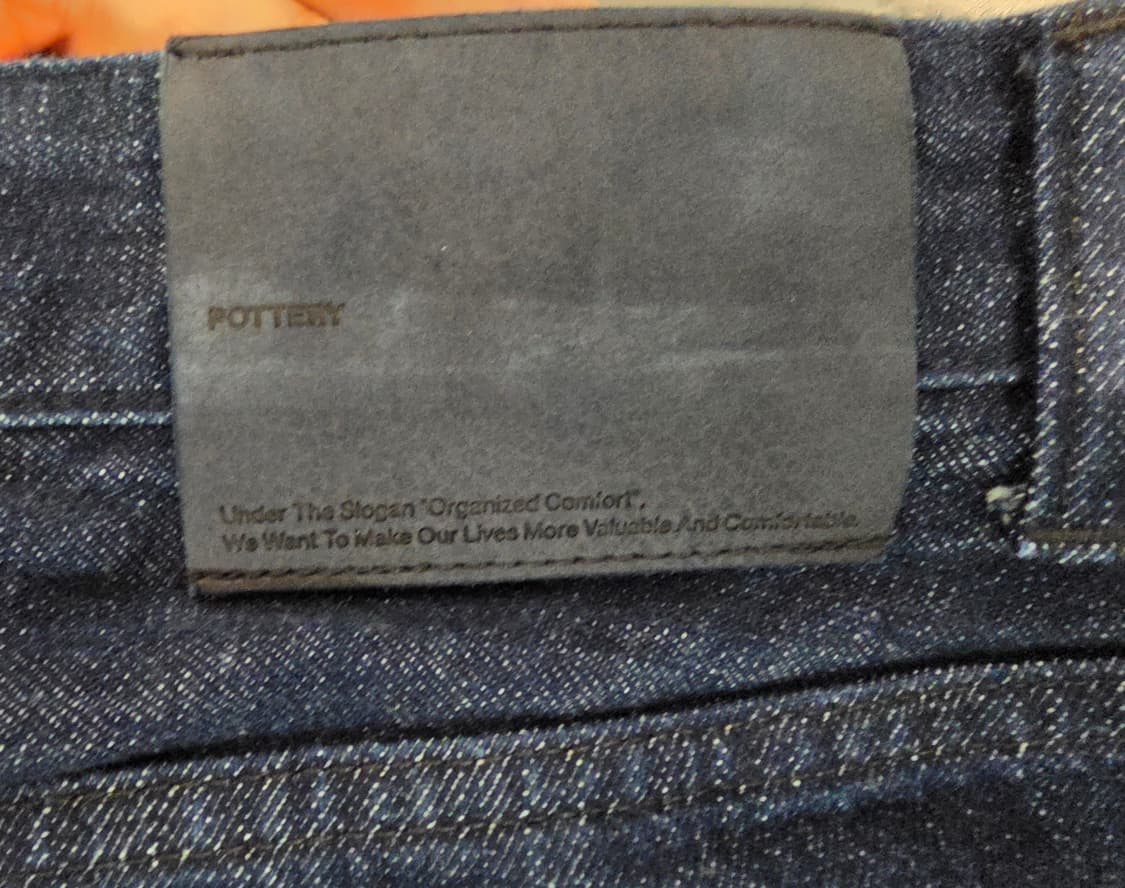 POTTERY
Under The Slogan "Organized Comfort",
We Want To Make Our Lives More Valuable And Comfortable.